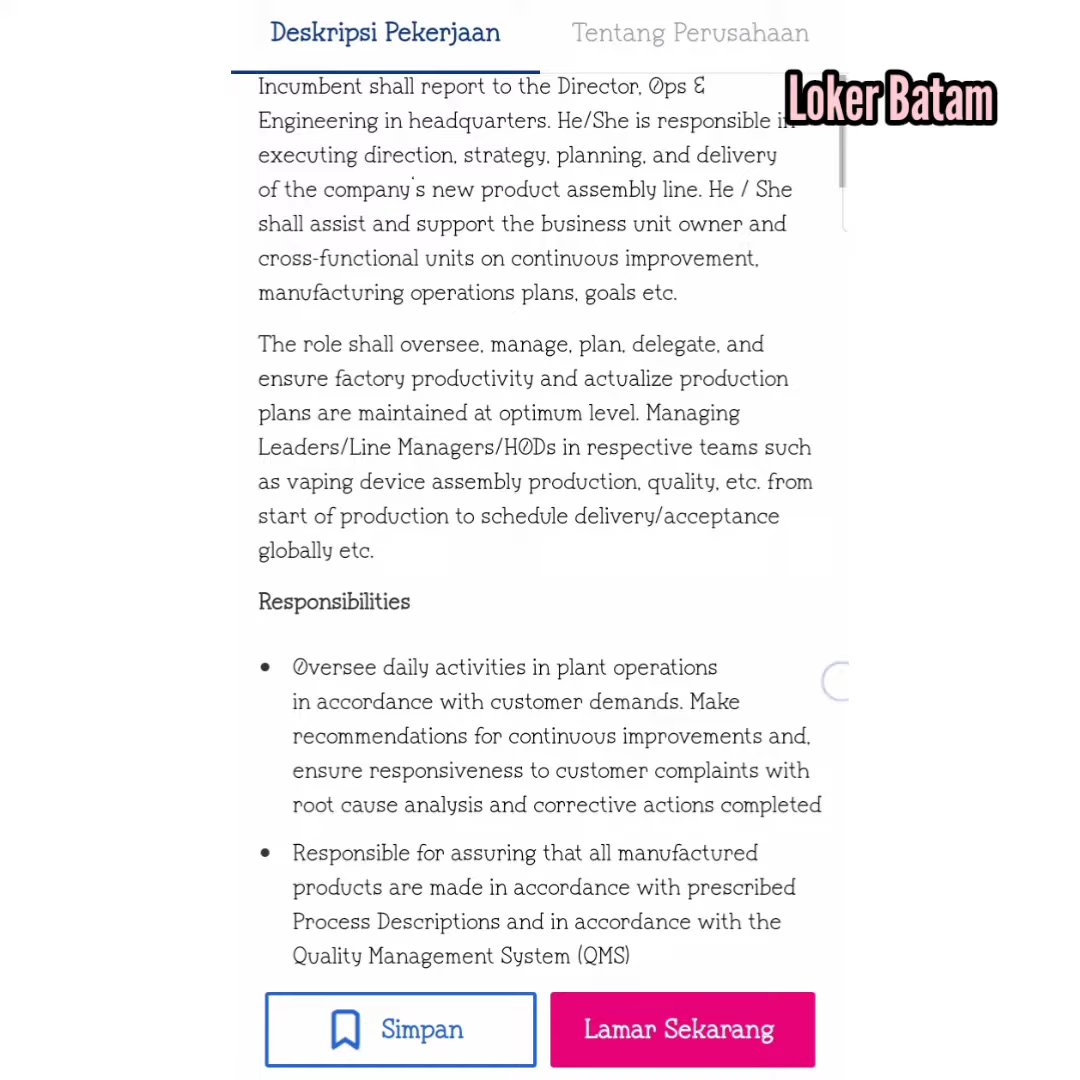 Deskripsi Pekerjaan
Tentang Perusahaan
Loker Batam
Incumbent shall report to the Director, Ops &
Engineering in headquarters. He/She is responsible in
executing direction, strategy, planning, and delivery
of the company's new product assembly line. He / She
shall assist and support the business unit owner and
cross-functional units on continuous improvement,
manufacturing operations plans, goals etc.
The role shall oversee, manage, plan, delegate, and
ensure factory productivity and actualize production
plans are maintained at optimum level. Managing
Leaders/Line Managers/HODs in respective teams such
as vaping device assembly production, quality, etc. from
start of production to schedule delivery/acceptance
globally etc.
Responsibilities
• Oversee daily activities in plant operations
in accordance with customer demands. Make
recommendations for continuous improvements and,
ensure responsiveness to customer complaints with
root cause analysis and corrective actions completed
• Responsible for assuring that all manufactured
products are made in accordance with prescribed
Process Descriptions and in accordance with the
Quality Management System (QMS)
Simpan
Lamar Sekarang